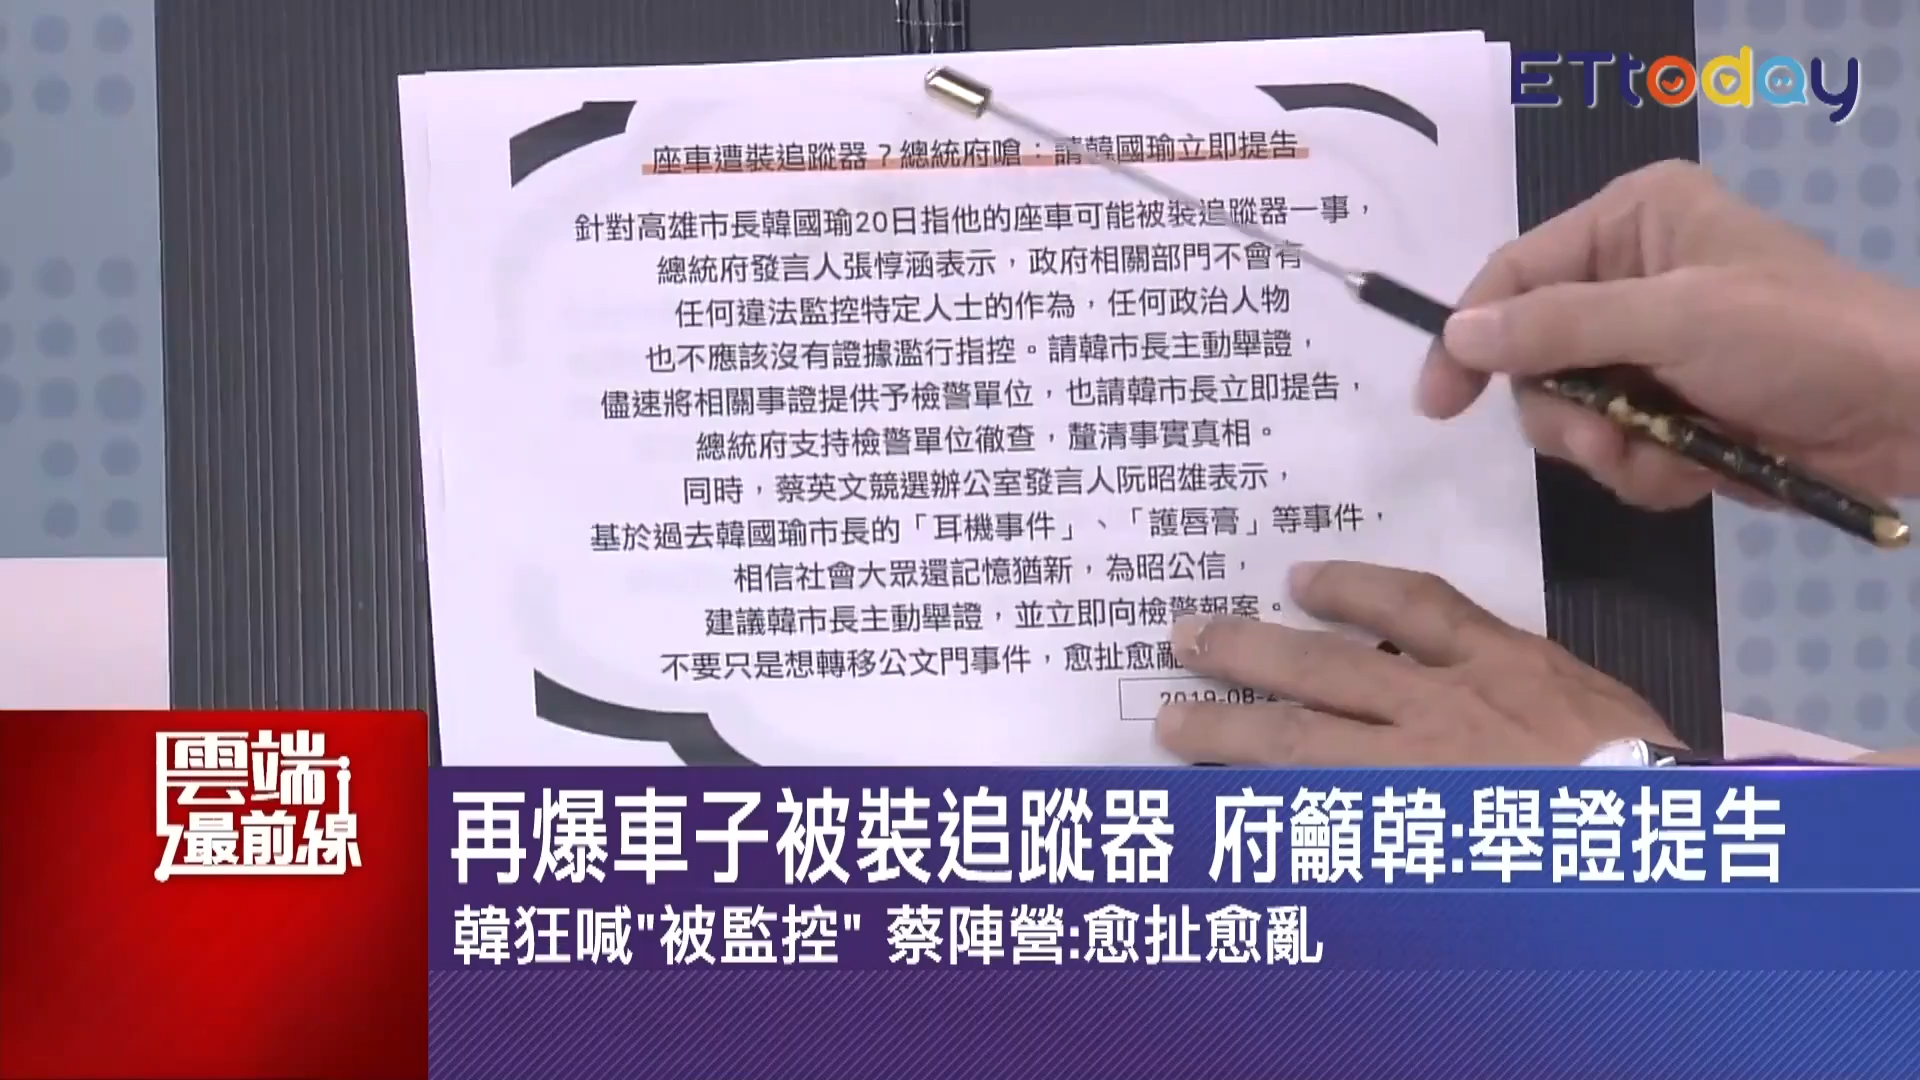 ETtoday
座車遭裝追蹤器？總統府嗆：請韓國瑜立即提告
針對高雄市長韓國瑜20日指他的座車可能被裝追蹤器一事，
總統府發言人張惇涵表示，政府相關部門不會有
任何違法監控特定人士的作為，任何政治人物
也不應該沒有證據濫行指控。請韓市長主動舉證，
儘速將相關事證提供予檢警單位，也請韓市長立即提告，
總統府支持檢警單位徹查，釐清事實真相。
同時，蔡英文競選辦公室發言人阮昭雄表示，
基於過去韓國瑜市長的「耳機事件」、「護唇膏」等事件，
相信社會大眾還記憶猶新，為昭公信，
建議韓市長主動舉證，並立即向檢警報案。
不要只是想轉移公文門事件，愈扯愈亂
2019-08-2
雲端
最前線
再爆車子被裝追蹤器 府籲韓:舉證提告
韓狂喊"被監控" 蔡陣營:愈扯愈亂